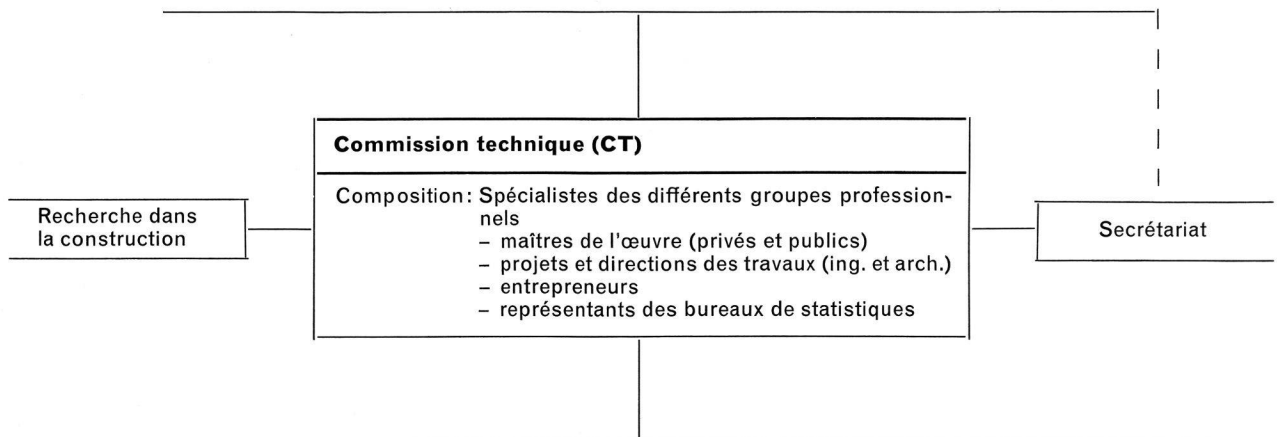 Commission technique (CT)
Composition: Spécialistes des différents groupes profession-
nels
– maîtres de l'œuvre (privés et publics)
– projets et directions des travaux (ing. et arch.)
– entrepreneurs
– représentants des bureaux de statistiques
Recherche dans
la construction
Secrétariat